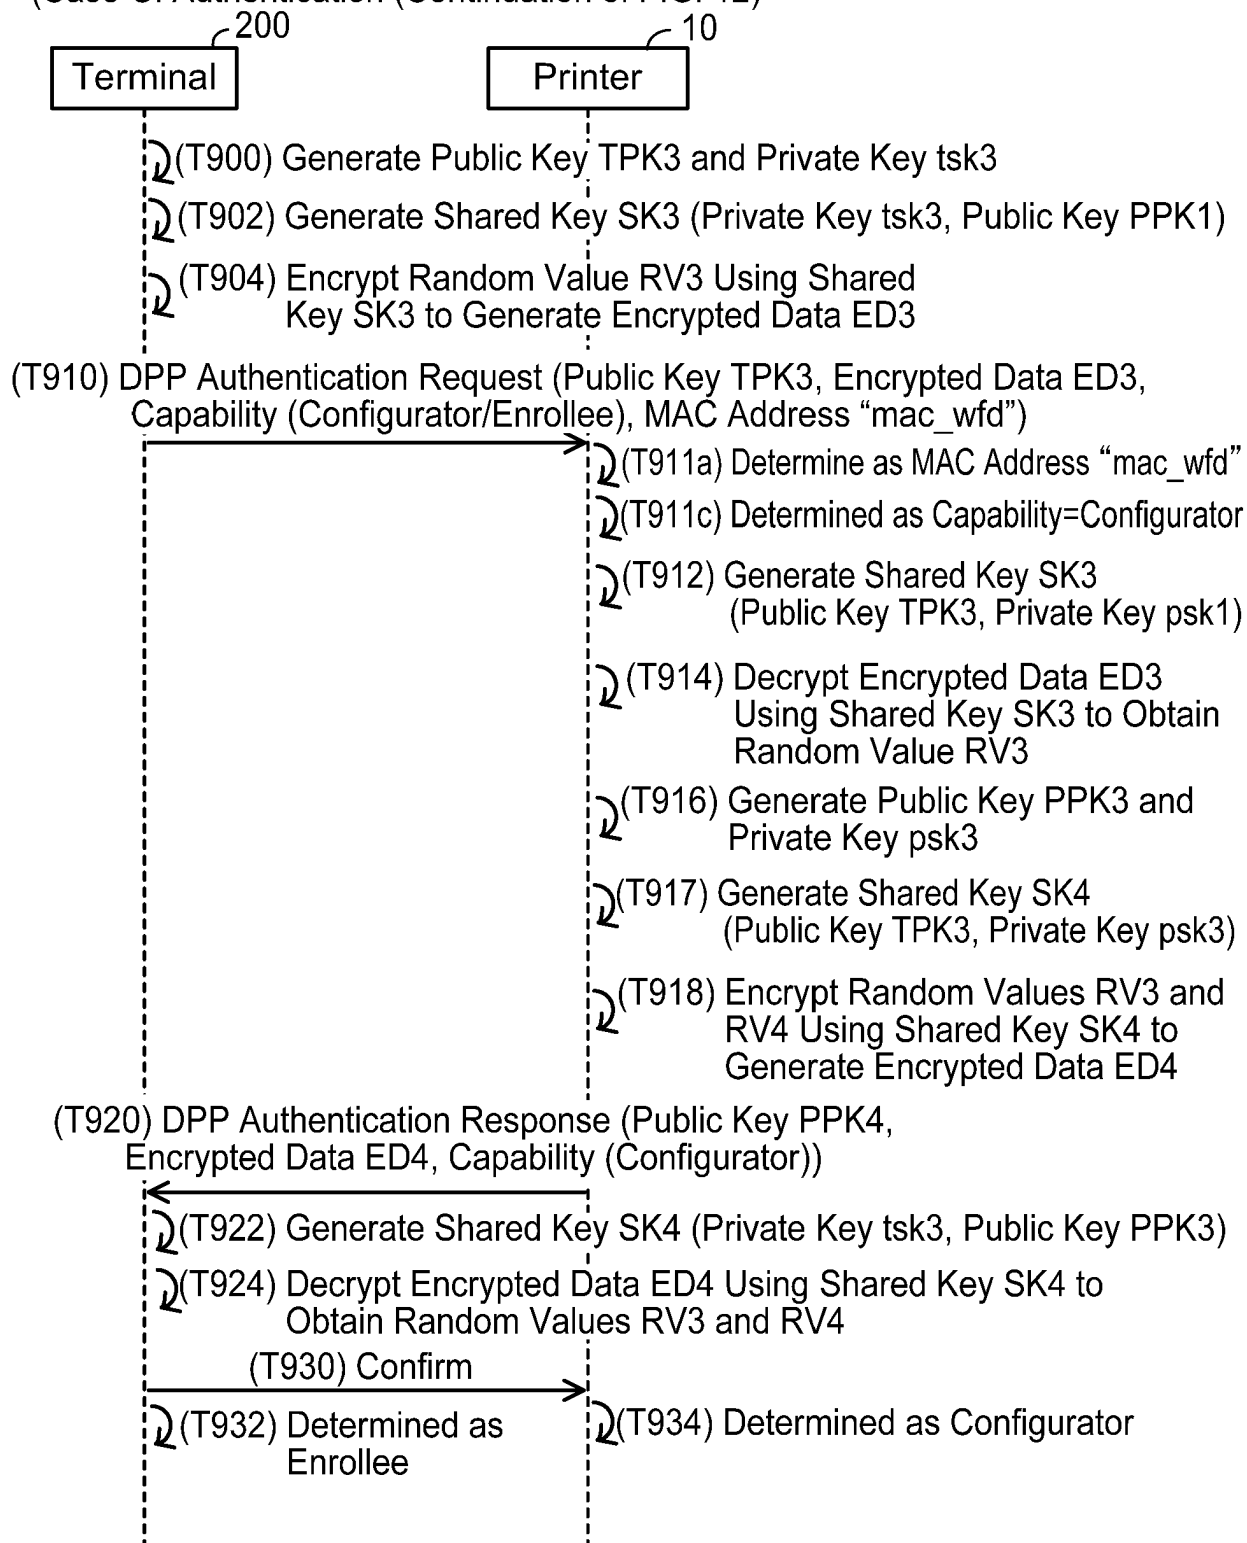 (Case C: Authentication (Continuation of FIG. 12)
200
10
Terminal
Printer
(T900) Generate Public Key TPK3 and Private Key tsk3
(T902) Generate Shared Key SK3 (Private Key tsk3, Public Key PPK1)
(T904) Encrypt Random Value RV3 Using Shared
Key SK3 to Generate Encrypted Data ED3
(T910) DPP Authentication Request (Public Key TPK3, Encrypted Data ED3,
Capability (Configurator/Enrollee), MAC Address “mac_wfd”)
(T911a) Determine as MAC Address “mac_wfd”
(T911c) Determined as Capability=Configurator
(T912) Generate Shared Key SK3
(Public Key TPK3, Private Key psk1)
(T914) Decrypt Encrypted Data ED3
Using Shared Key SK3 to Obtain
Random Value RV3
(T916) Generate Public Key PPK3 and
Private Key psk3
(T917) Generate Shared Key SK4
(Public Key TPK3, Private Key psk3)
(T918) Encrypt Random Values RV3 and
RV4 Using Shared Key SK4 to
Generate Encrypted Data ED4
(T920) DPP Authentication Response (Public Key PPK4,
Encrypted Data ED4, Capability (Configurator))
(T922) Generate Shared Key SK4 (Private Key tsk3, Public Key PPK3)
(T924) Decrypt Encrypted Data ED4 Using Shared Key SK4 to
Obtain Random Values RV3 and RV4
(T930) Confirm
(T932) Determined as
Enrollee
(T934) Determined as Configurator